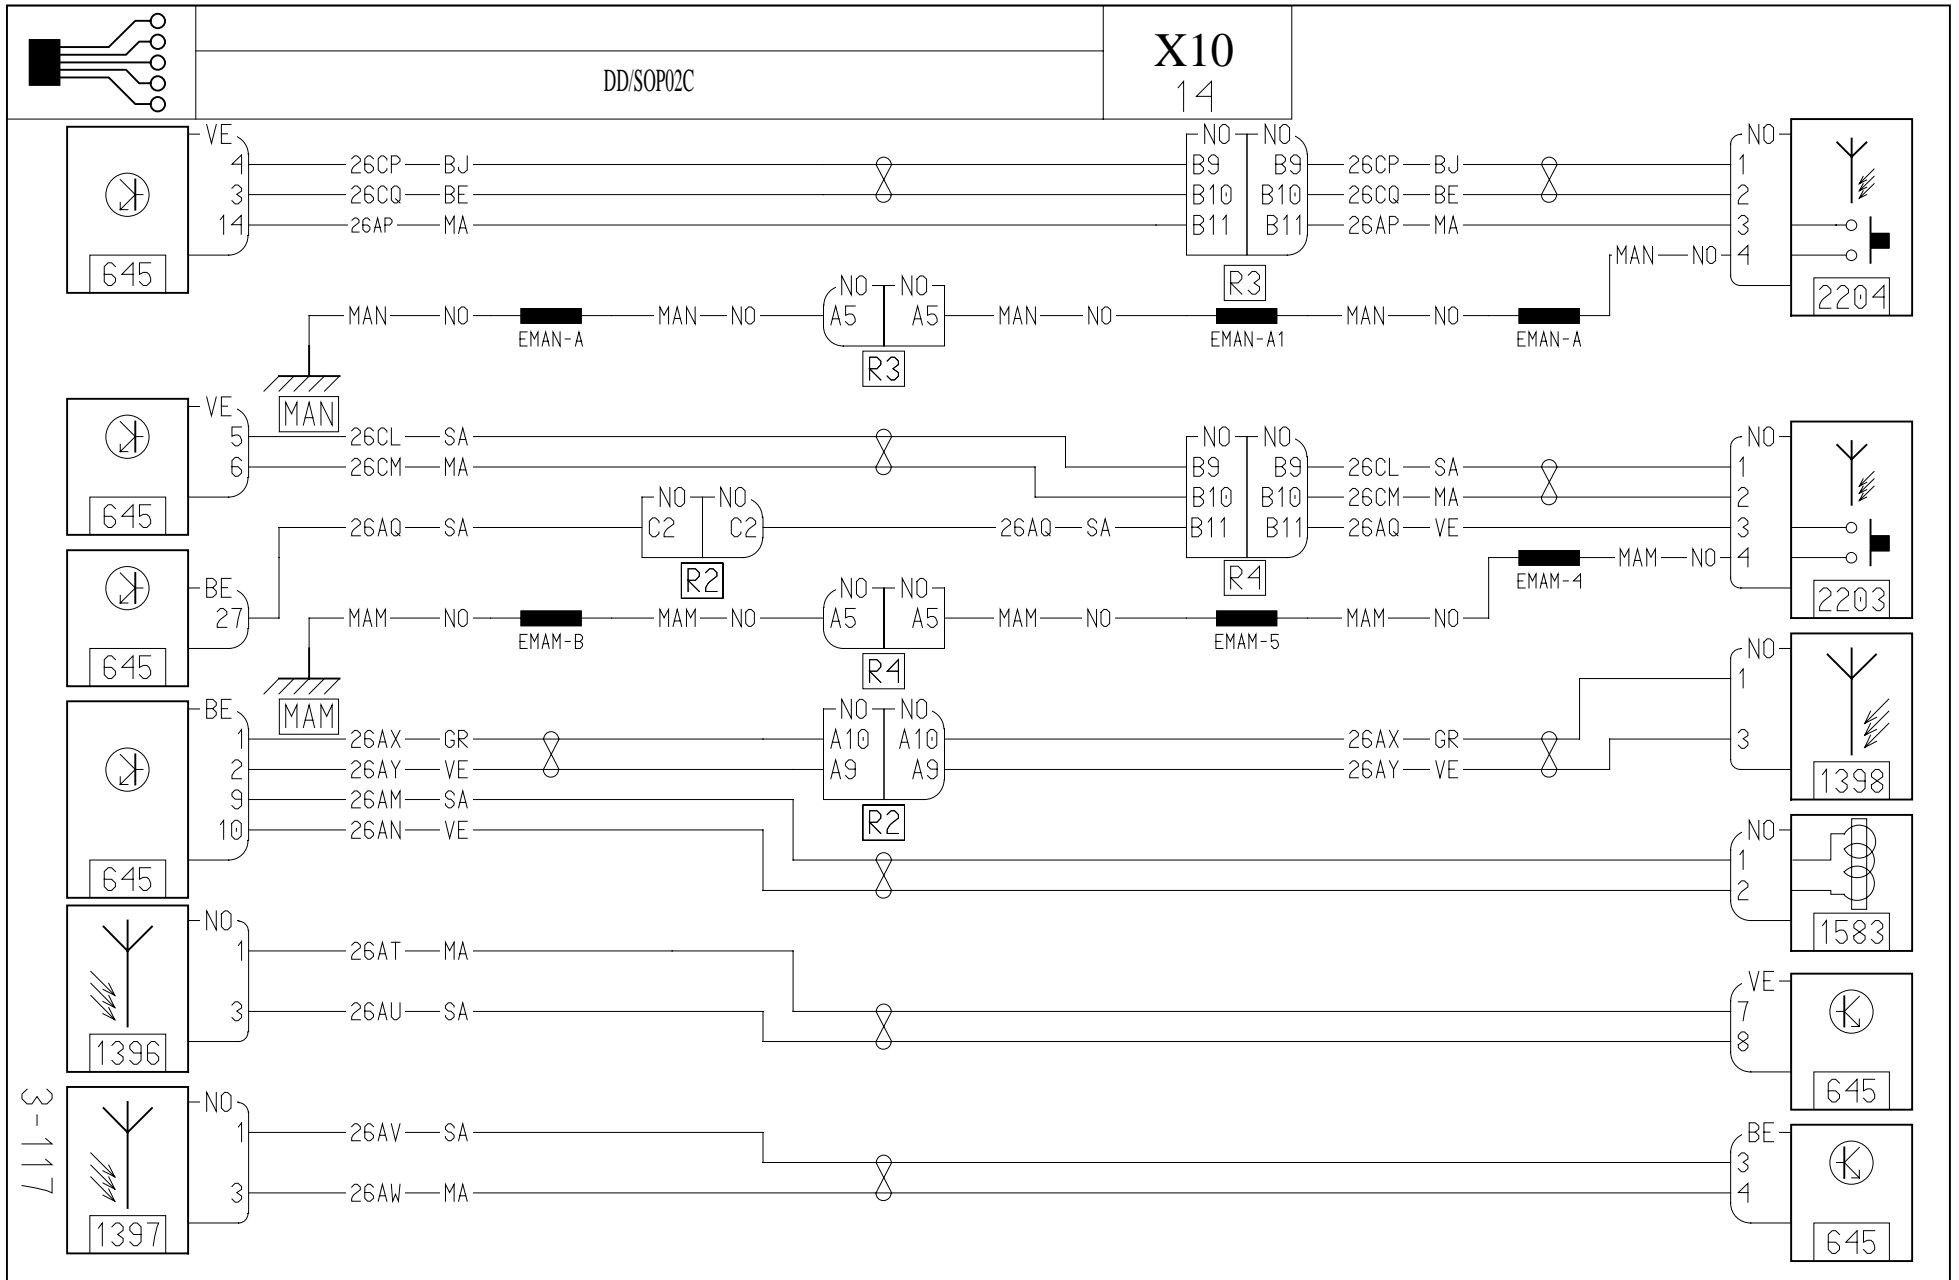 DD/SOP02C
X10
14
VE NO NO NO
4 26CP BJ B9 B9 26CP BJ 1
3 26CQ BE B10 B10 26CQ BE 2
14 26AP MA B11 B11 26AP MA 3
MAN NO 4
645 R3 2204
NO NO
MAN NO EMAN-A MAN NO A5 A5 MAN NO EMAN-A1 MAN NO EMAN-A
R3
MAN
VE NO NO NO
5 26CL SA
6 26CM MA B9 B9 26CL SA 1
B10 B10 26CM MA 2
645
NO NO
26AQ SA C2 C2 26AQ SA B11 B11 26AQ VE 3
R2 R4 EMAM-4 MAM NO 4
BE NO NO 2203
27 MAM NO EMAM-B MAM NO A5 A5 MAM NO EMAM-5 MAM NO
645 R4
MAM
BE NO NO NO
1 26AX GR A10 A10 26AX GR 1
2 26AY VE A9 A9 26AY VE 3
9 26AM SA
10 26AN VE
R2 1398
645
NO
1
2
1583
NO
1 26AT MA
3 26AU SA
1396
VE
7
8
645
NO
1 26AV SA
3 26AW MA
1397
BE
3
4
645
3-117